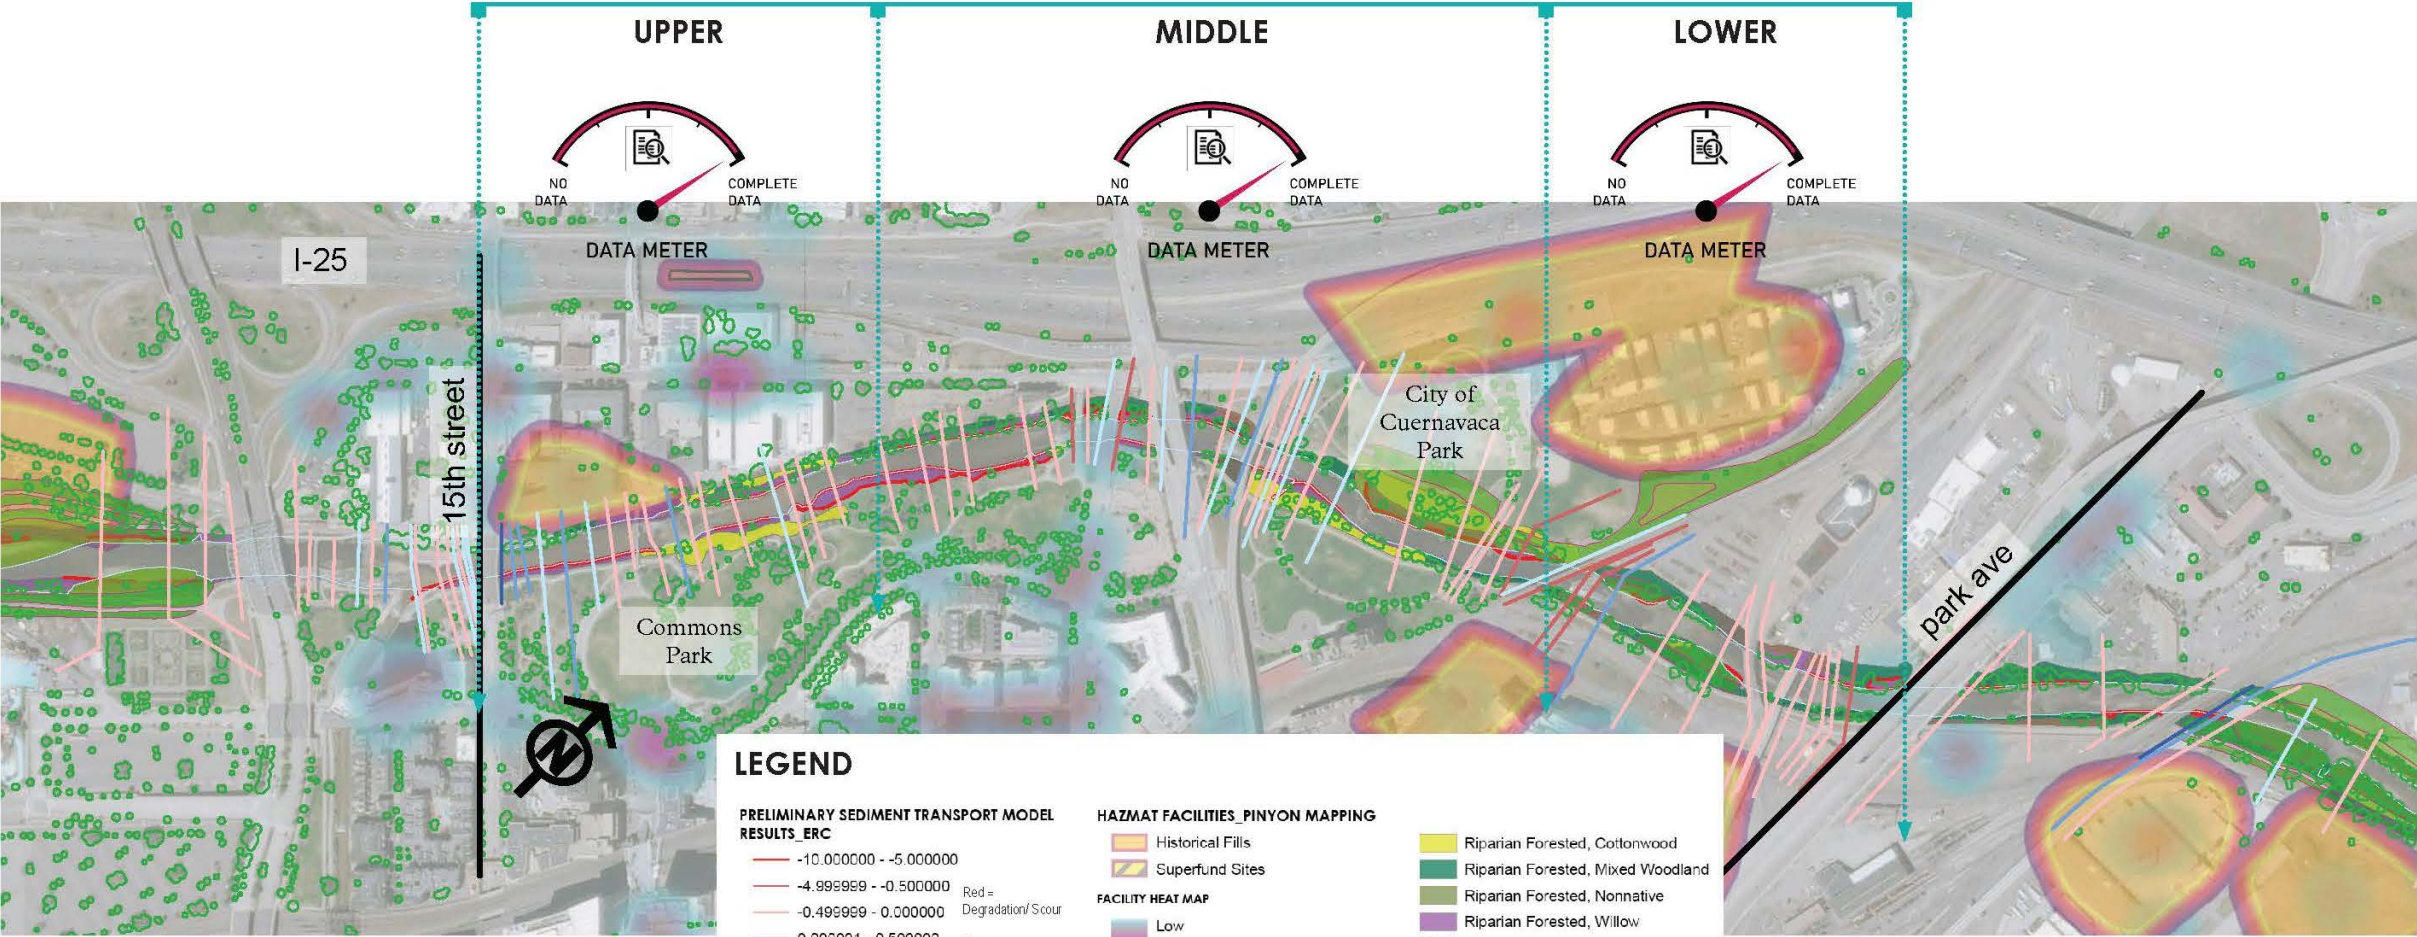 UPPER
MIDDLE
LOWER
NO
DATA
COMPLETE
DATA
DATA METER
NO
DATA
COMPLETE
DATA
DATA METER
NO
DATA
COMPLETE
DATA
DATA METER
I-25
15th street
City of
Cuernavaca
Park
Commons
Park
park ave
N
LEGEND
PRELIMINARY SEDIMENT TRANSPORT MODEL
RESULTS_ERC
-10.000000 - -5.000000
-4.999999 - -0.500000
-0.499999 - 0.000000
Red =
Degradation/ Scour
HAZMAT FACILITIES_PINYON MAPPING
Historical Fills
Superfund Sites
FACILITY HEAT MAP
Low
Riparian Forested, Cottonwood
Riparian Forested, Mixed Woodland
Riparian Forested, Nonnative
Riparian Forested, Willow